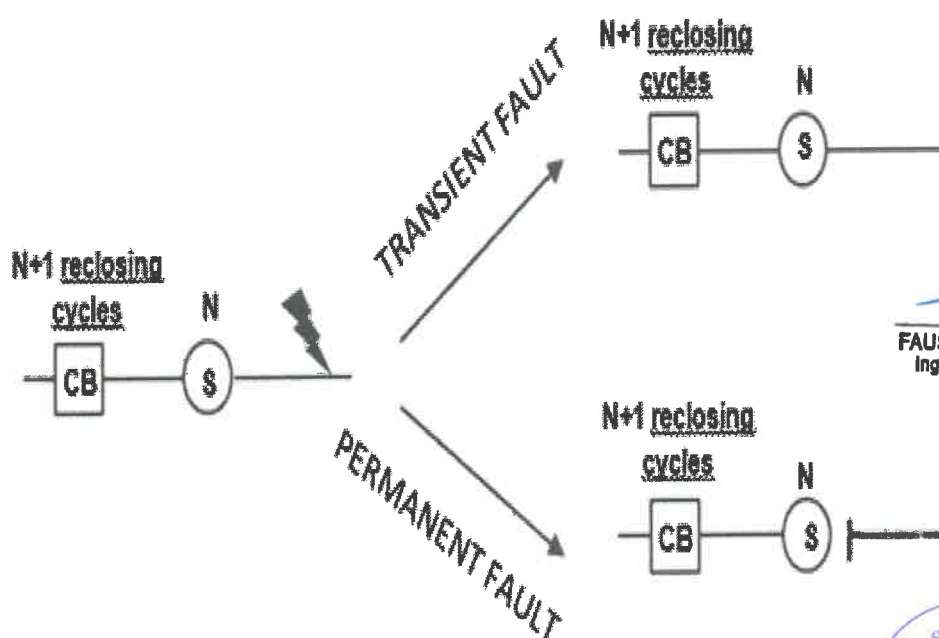 N+1 reclosing
cycles
N
CB
S
TRANSIENT FAULT
N+1 reclosing
cycles
N
CB
S
PERMANENT FAULT
N+1 reclosing
cycles
N
CB
S